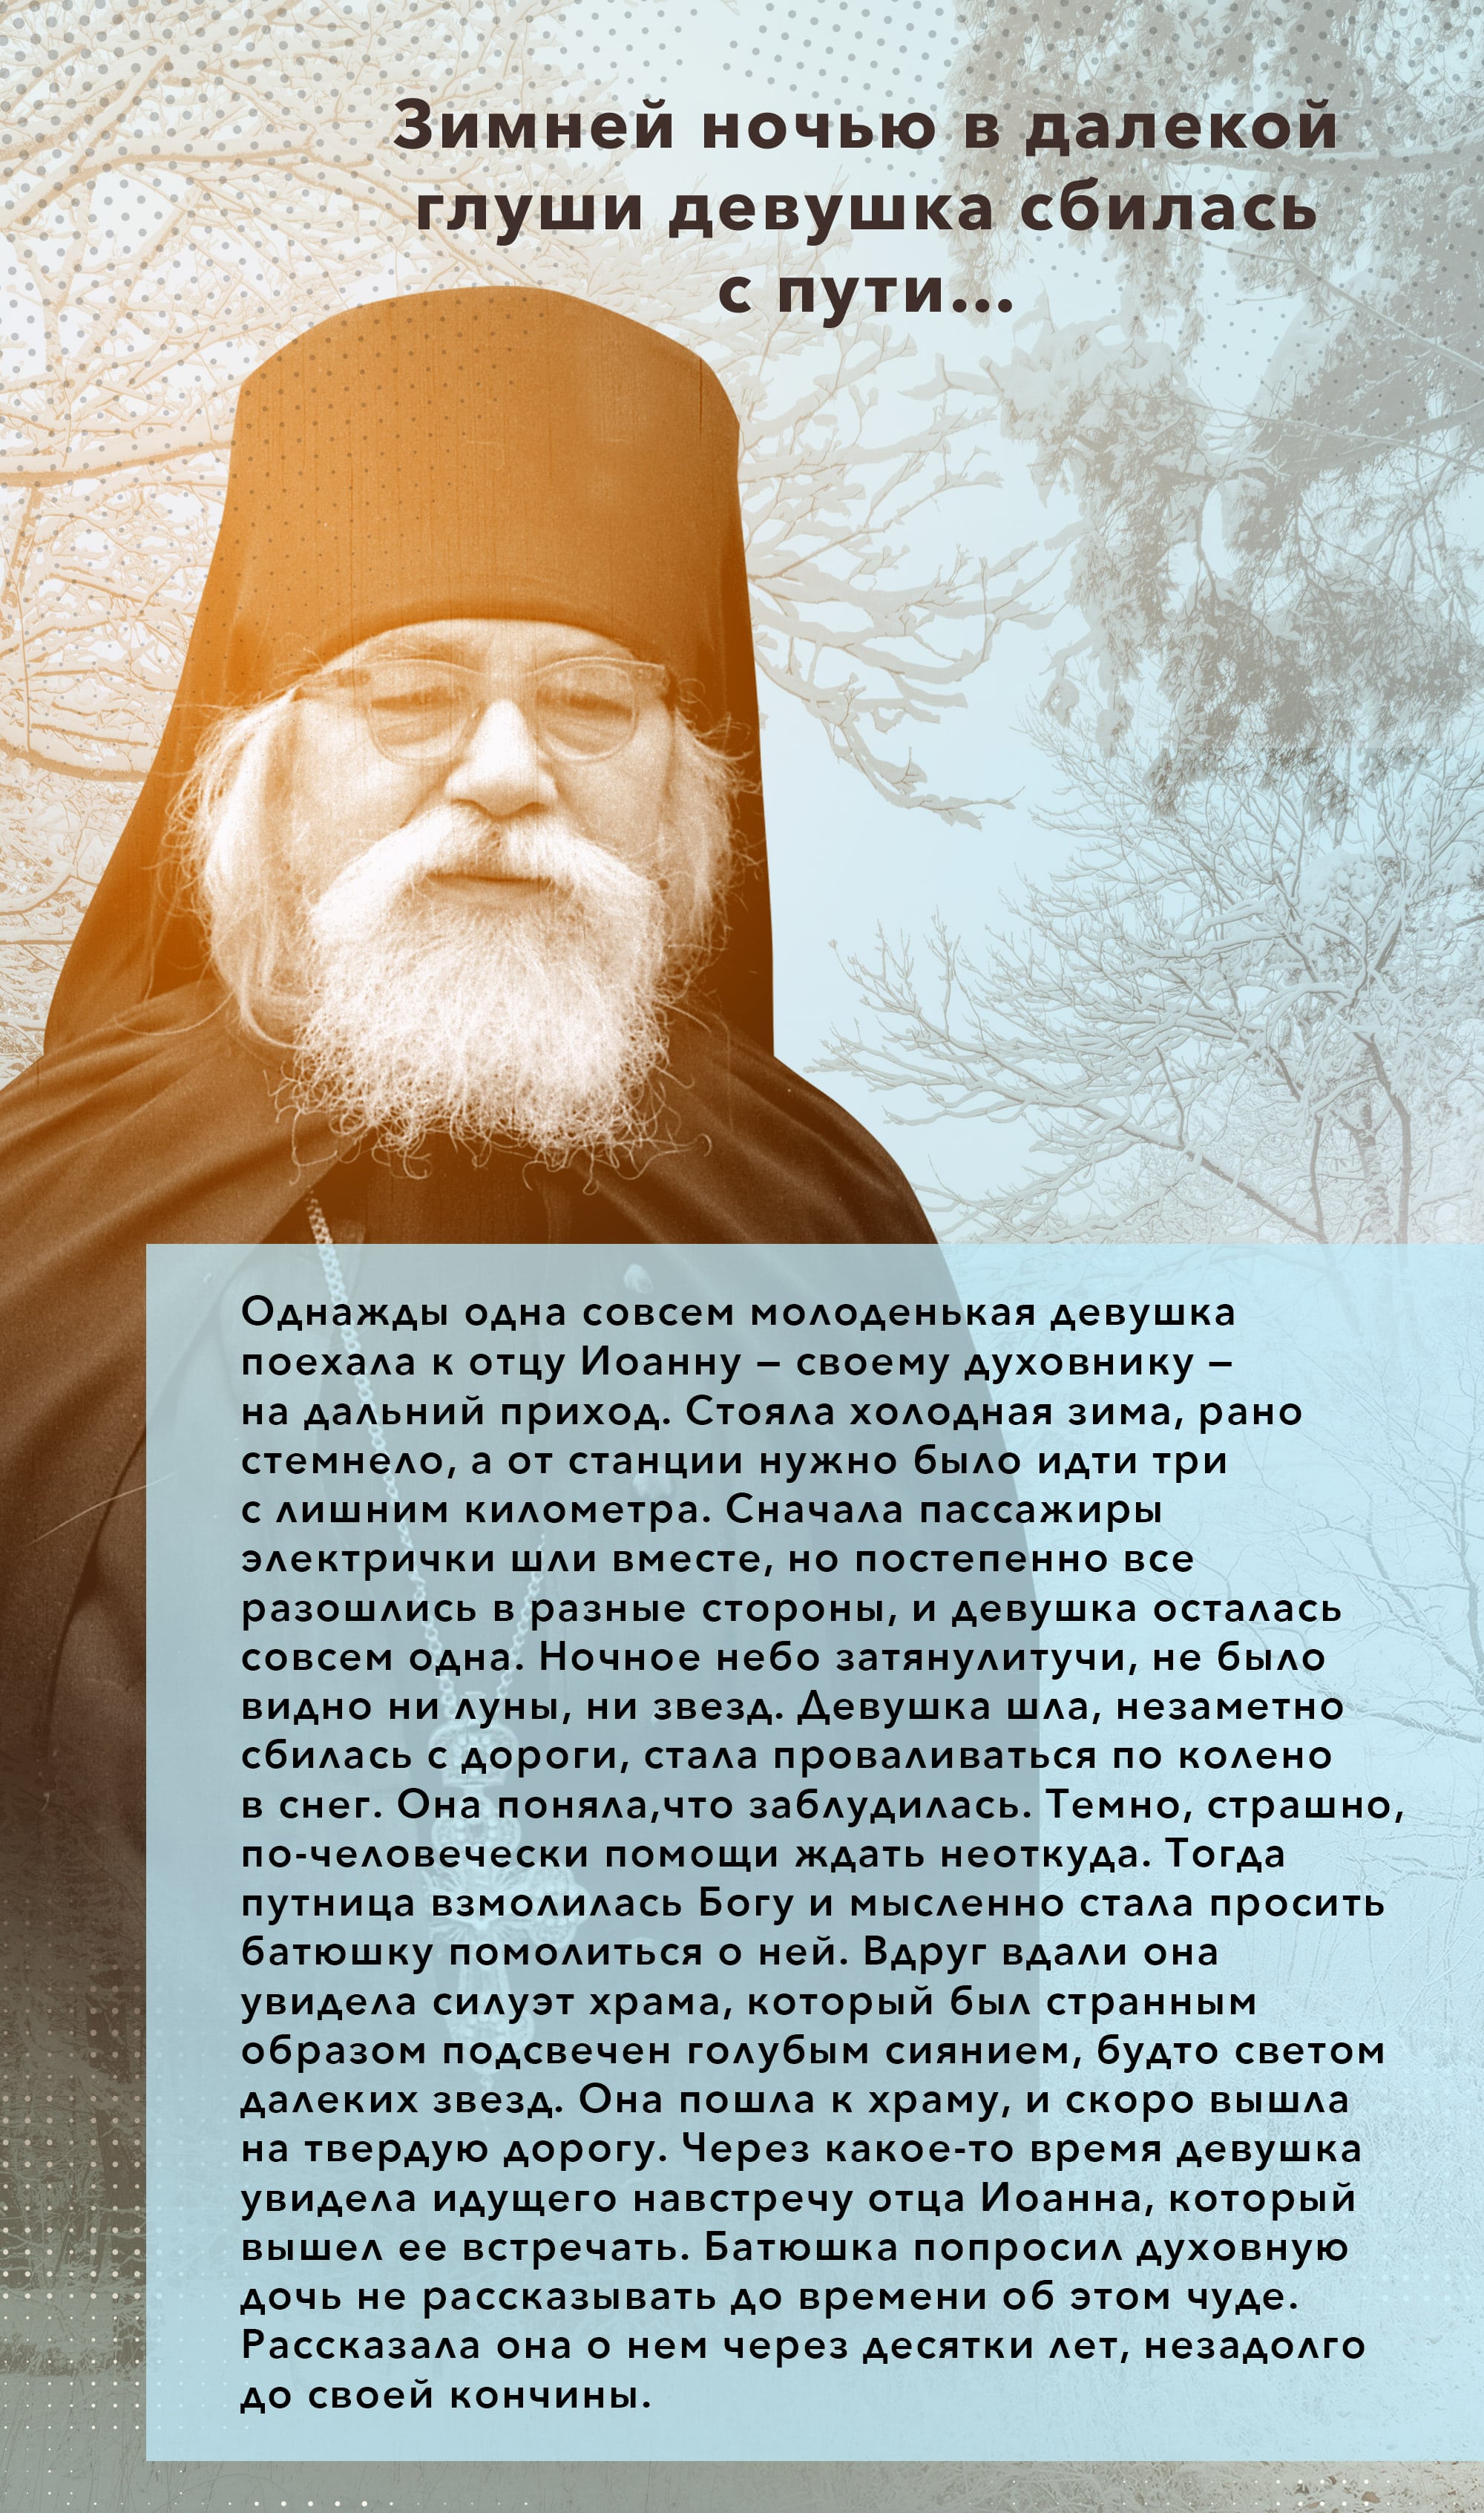 Зимней ночью в далекой
глуши девушка сбилась
с пути...
Однажды одна совсем молоденькая девушка
поехала к отцу Иоанну – своему духовнику –
на дальний приход. Стояла холодная зима, рано
стемнело, а от станции нужно было идти три
с лишним километра. Сначала пассажиры
электрички шли вместе, но постепенно все
разошлись в разные стороны, и девушка осталась
совсем одна. Ночное небо затянулитучи, не было
видно ни луны, ни звезд. Девушка шла, незаметно
сбилась с дороги, стала проваливаться по колено
в снег. Она поняла,что заблудилась. Темно, страшно,
по-человечески помощи ждать неоткуда. Тогда
путница взмолилась Богу и мысленно стала просить
батюшку помолиться о ней. Вдруг вдали она
увидела силуэт храма, который был странным
образом подсвечен голубым сиянием, будто светом
далеких звезд. Она пошла к храму, и скоро вышла
на твердую дорогу. Через какое-то время девушка
увидела идущего навстречу отца Иоанна, который
вышел ее встречать. Батюшка попросил духовную
дочь не рассказывать до времени об этом чуде.
Рассказала она о нем через десятки лет, незадолго
до своей кончины.